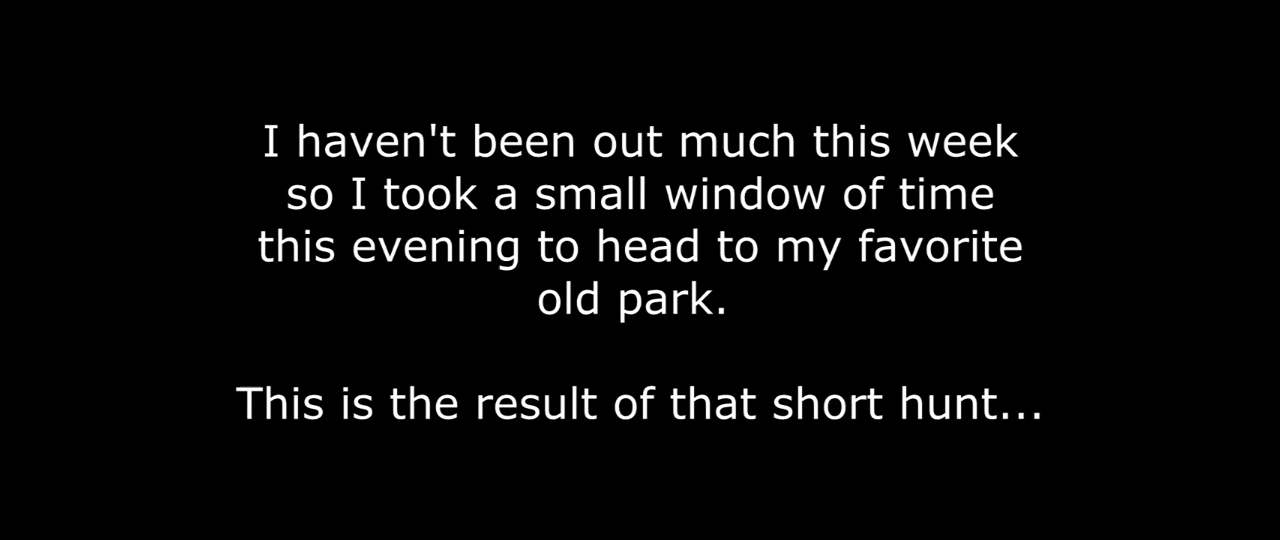 I haven't been out much this week
so I took a small window of time
this evening to head to my favorite
old park.
This is the result of that short hunt...